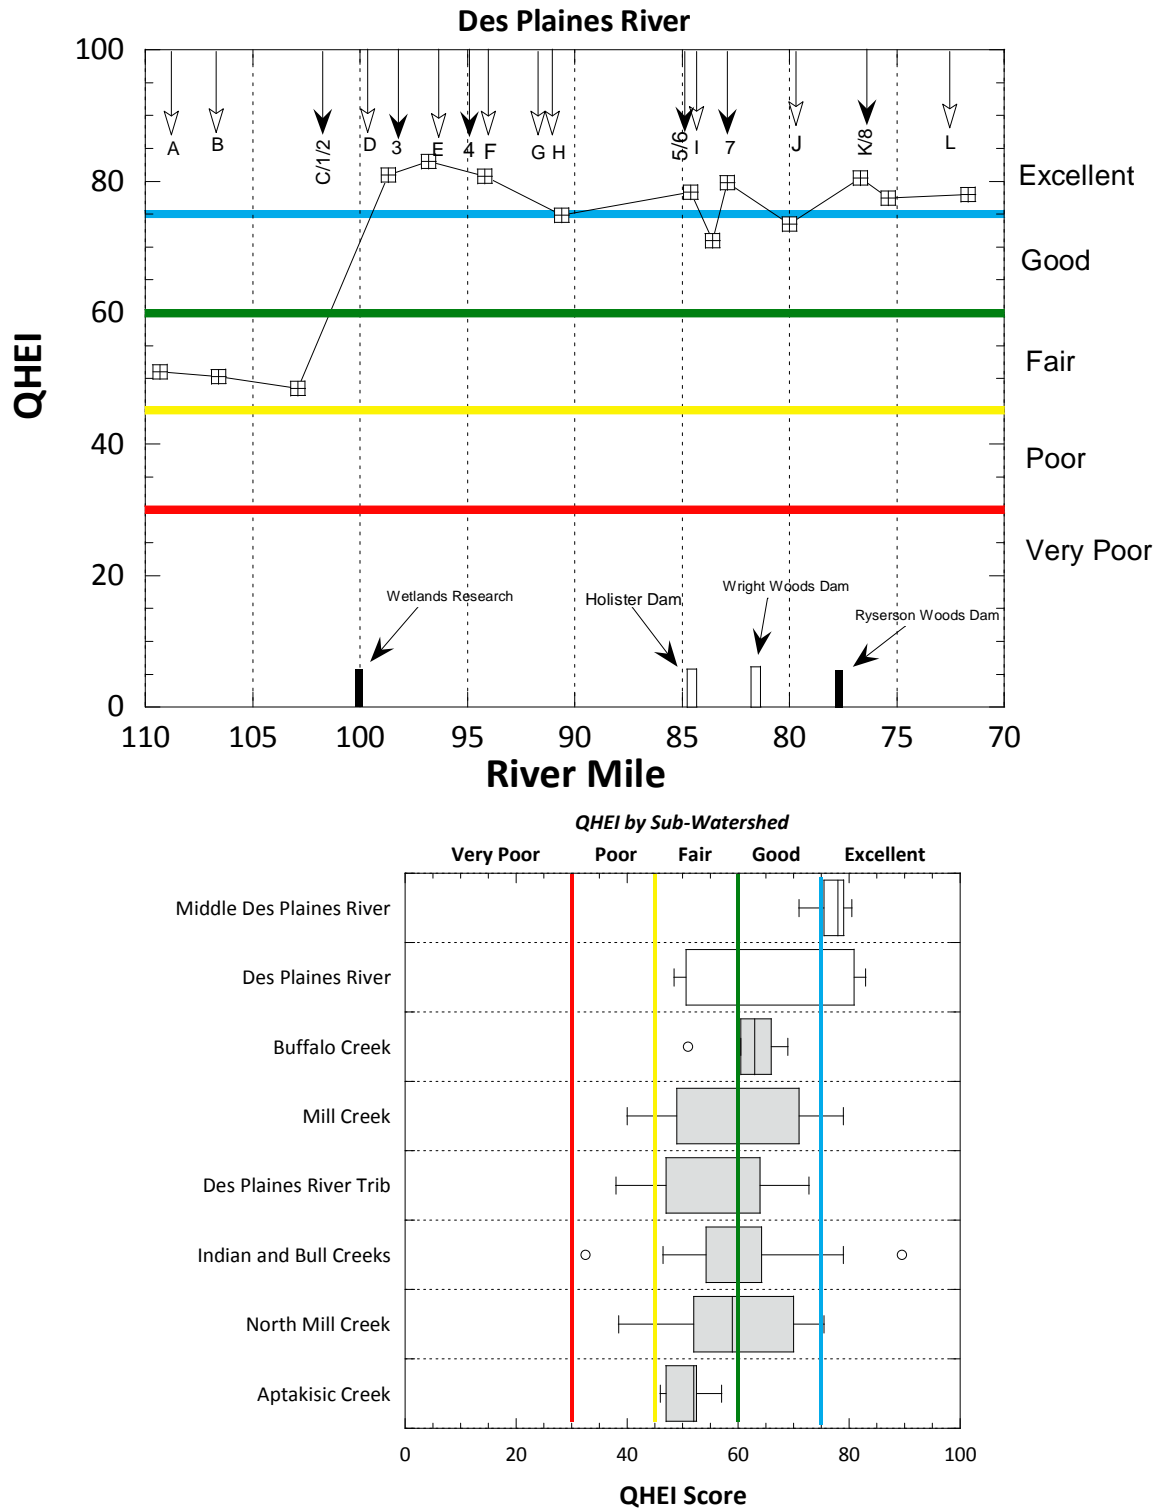 Des Plaines River
100
80
60
40
20
0
QHEI
A
B
C/1/2
D
3
E
4
F
G
H
5/6
I
7
J
K/8
L
Excellent
Good
Fair
Poor
Very Poor
Wetlands Research
Holister Dam
Wright Woods Dam
Ryserson Woods Dam
110 105 100 95 90 85 80 75 70
River Mile
QHEI by Sub-Watershed
Very Poor Poor Fair Good Excellent
Middle Des Plaines River
Des Plaines River
Buffalo Creek
Mill Creek
Des Plaines River Trib
Indian and Bull Creeks
North Mill Creek
Aptakisic Creek
0 20 40 60 80 100
QHEI Score